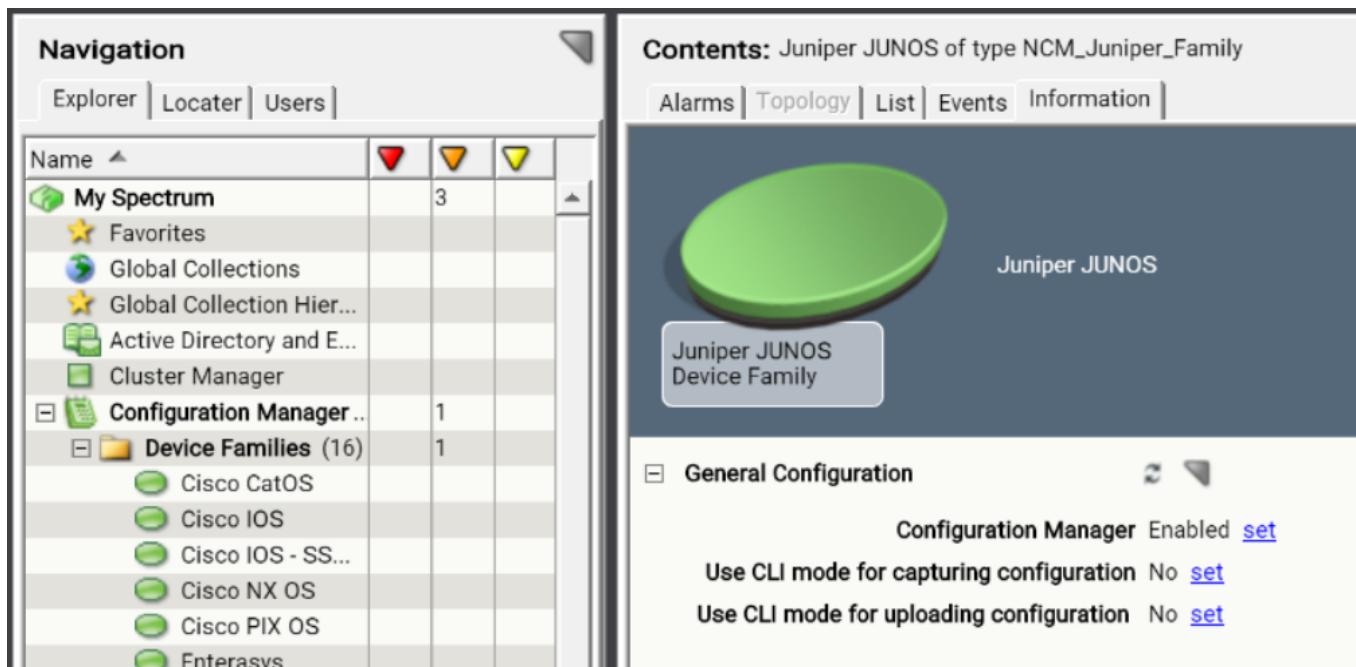 Navigation
Explorer Locater Users
Name
My Spectrum 3
Favorites
Global Collections
Global Collection Hier...
Active Directory and E...
Cluster Manager
Configuration Manager .. 1
Device Families (16) 1
Cisco CatOS
Cisco IOS
Cisco IOS - SS...
Cisco NX OS
Cisco PIX OS
Enterasys
Contents: Juniper JUNOS of type NCM_Juniper_Family
Alarms Topology List Events Information
Juniper JUNOS
Juniper JUNOS
Device Family
General Configuration
Configuration Manager Enabled set
Use CLI mode for capturing configuration No set
Use CLI mode for uploading configuration No set